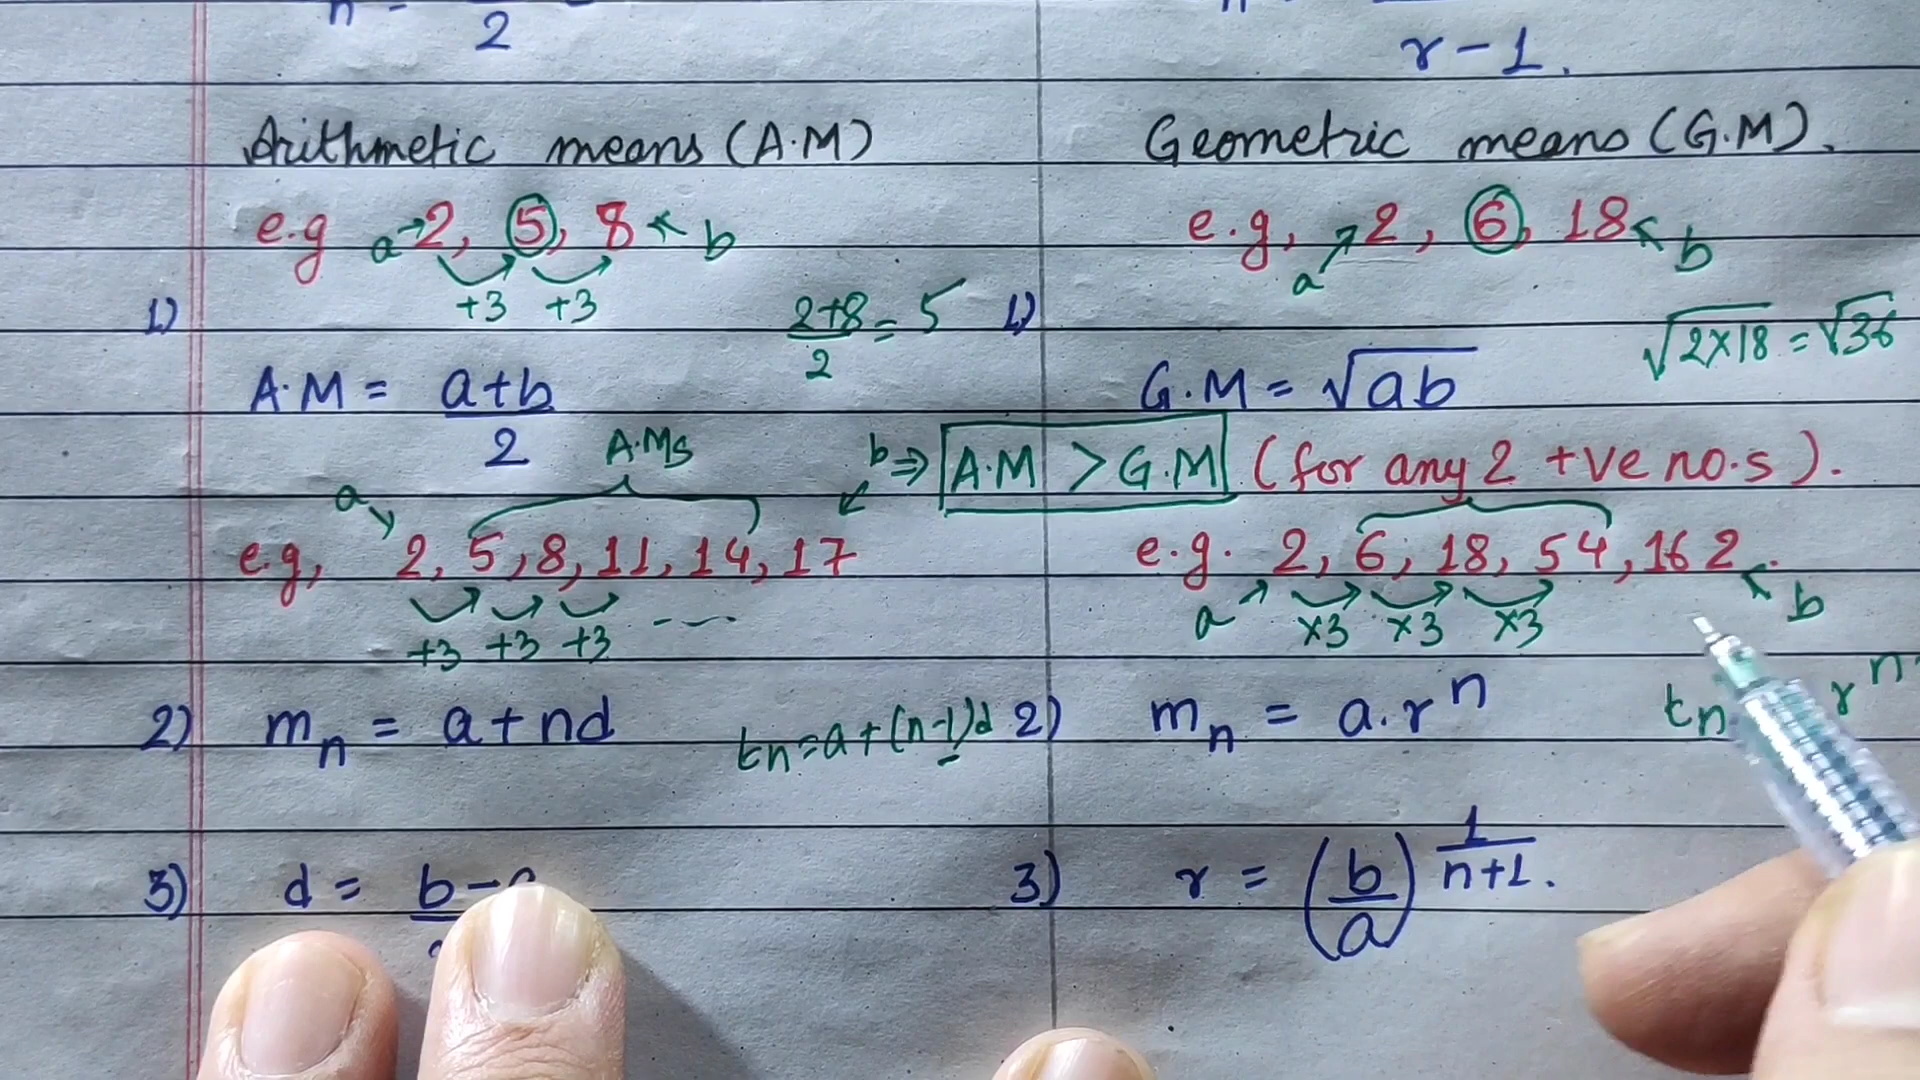 n = 2
n r - 1.
Arithmetic means (A.M)
e.g a→2, 5, 8 ← b
+3 +3
1)
2+8/2 = 5
A.M = a+b/2
A.Ms
a b
e.g, 2, 5, 8, 11, 14, 17
+3 +3 +3 ----
2) mn = a + nd
tn = a + (n-1)d
3) d = b -
Geometric means (G.M).
e.g, 2, 6, 18 ← b
a
1)
√2×18 = √36
G.M = √ab
⇒ A.M > G.M (for any 2 +ve no.s).
e.g. 2, 6, 18, 54, 162.
a ×3 ×3 ×3 b
2) mn = a.r^n
tn r^n
3) r = (b/a)^1/n+1.